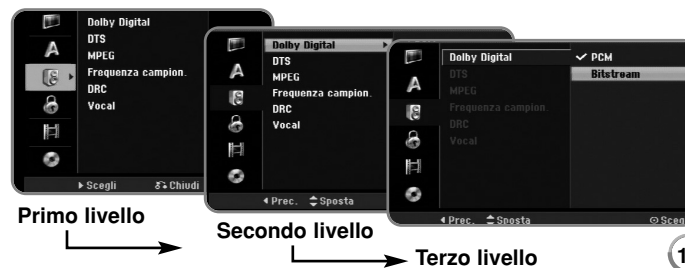 Dolby Digital
DTS
MPEG
Frequenza campion.
DRC
Vocal
A
Scegli
Chiudi
Primo livello
Dolby Digital
DTS
MPEG
Frequenza campion.
DRC
Vocal
A
Prec.
Sposta
Secondo livello
Dolby Digital
DTS
MPEG
Frequenza campion.
DRC
Vocal
A
PCM
Bitstream
Prec.
Sposta
Terzo livello